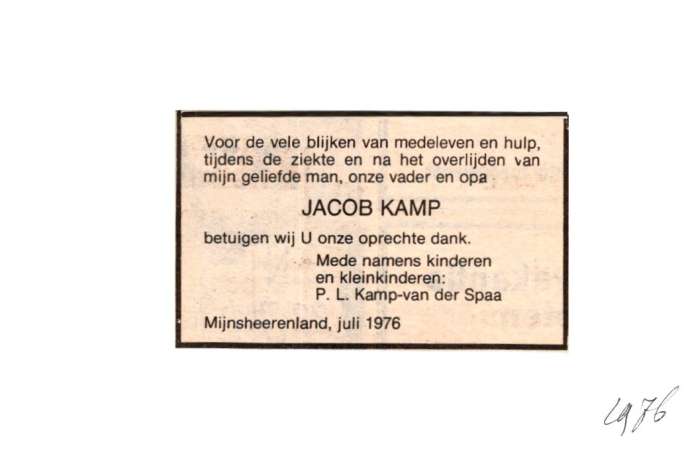 Voor de vele blijken van medeleven en hulp,
tijdens de ziekte en na het overlijden van
mijn geliefde man, onze vader en opa
JACOB KAMP
betuigen wij U onze oprechte dank.
Mede namens kinderen
en kleinkinderen:
P. L. Kamp-van der Spaa
Mijnsheerenland, juli 1976
1976